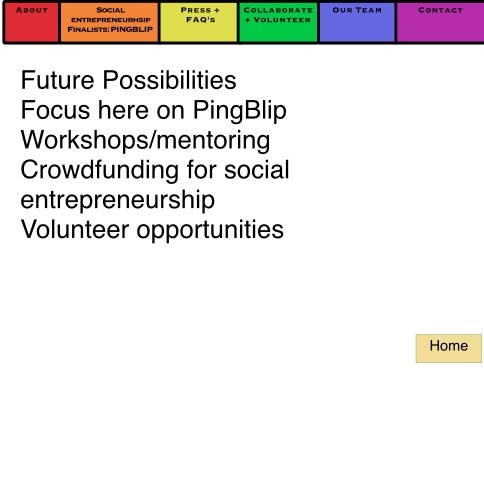 About
Social
entrepreneurhsip
Finalists: PINGBLIP
Press +
FAQ's
Collaborate
+ Volunteer
Our Team
Contact
Future Possibilities
Focus here on PingBlip
Workshops/mentoring
Crowdfunding for social
entrepreneurship
Volunteer opportunities
Home